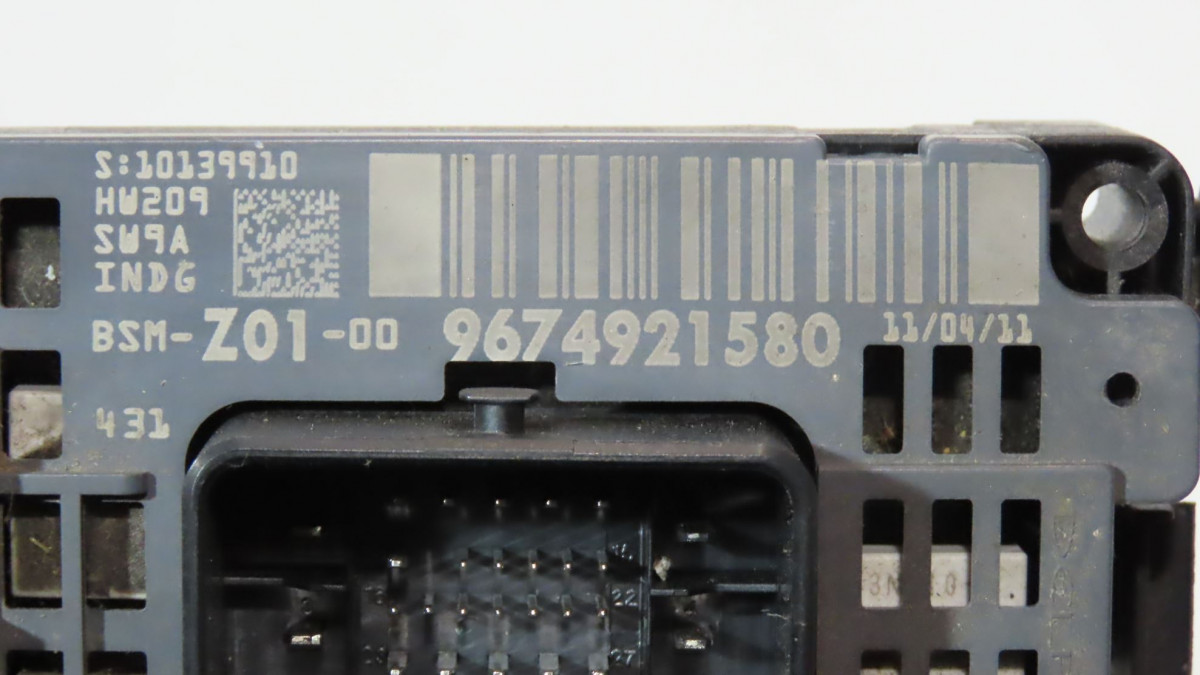 S:10139910
HW209
SW9A
INDG
BSM-Z01-00 9674921580 11/04/11
431
22
27